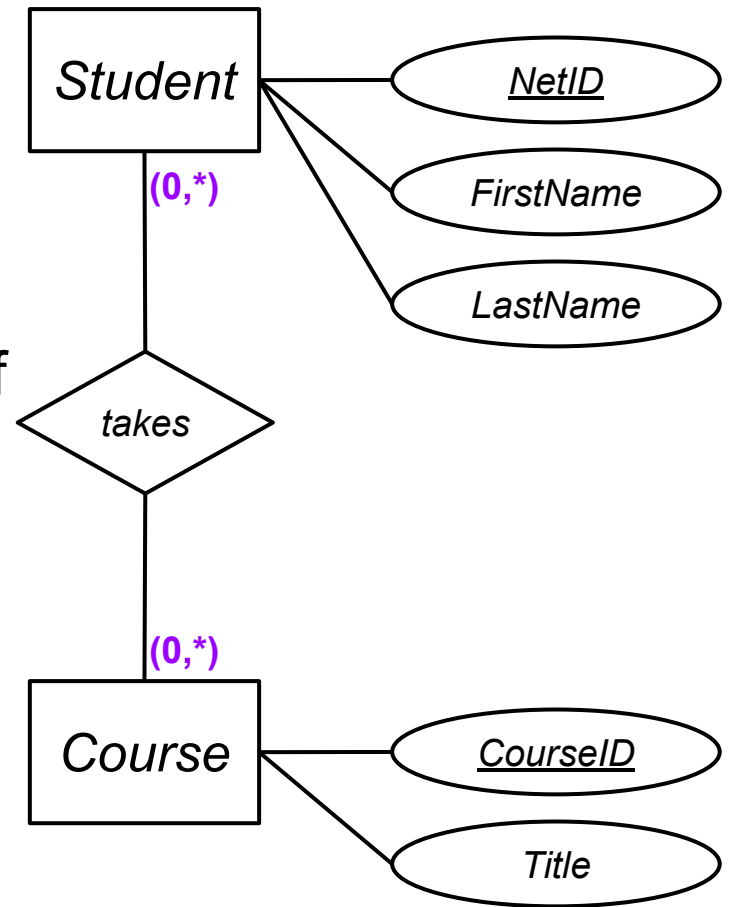 Student
NetID
(0,*)
FirstName
LastName
f
takes
(0,*)
Course
CourseID
Title